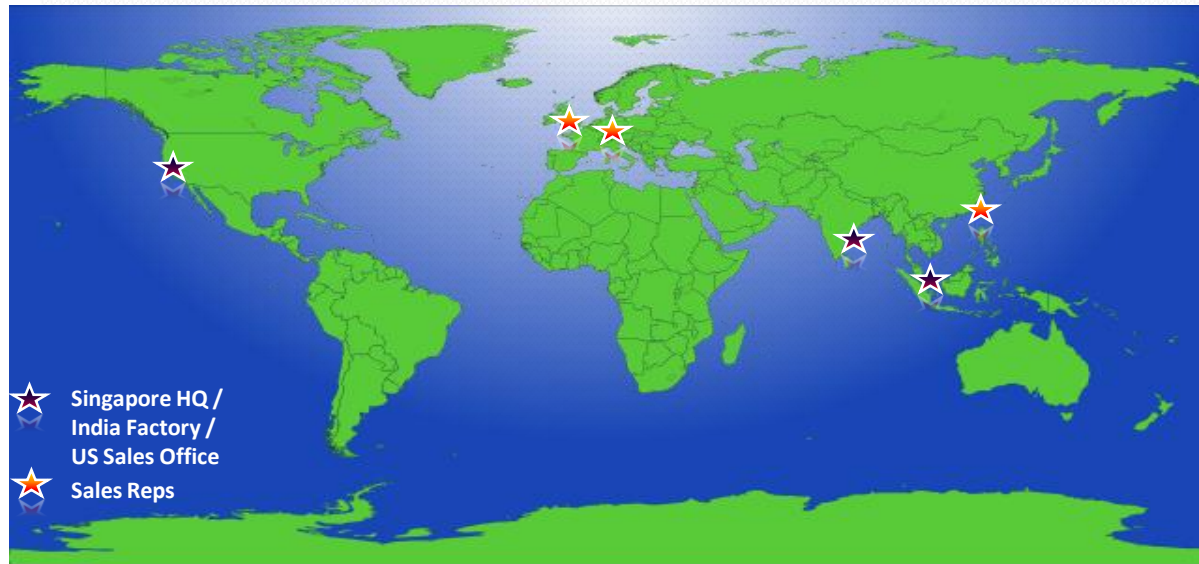 Singapore HQ /
India Factory /
US Sales Office
Sales Reps